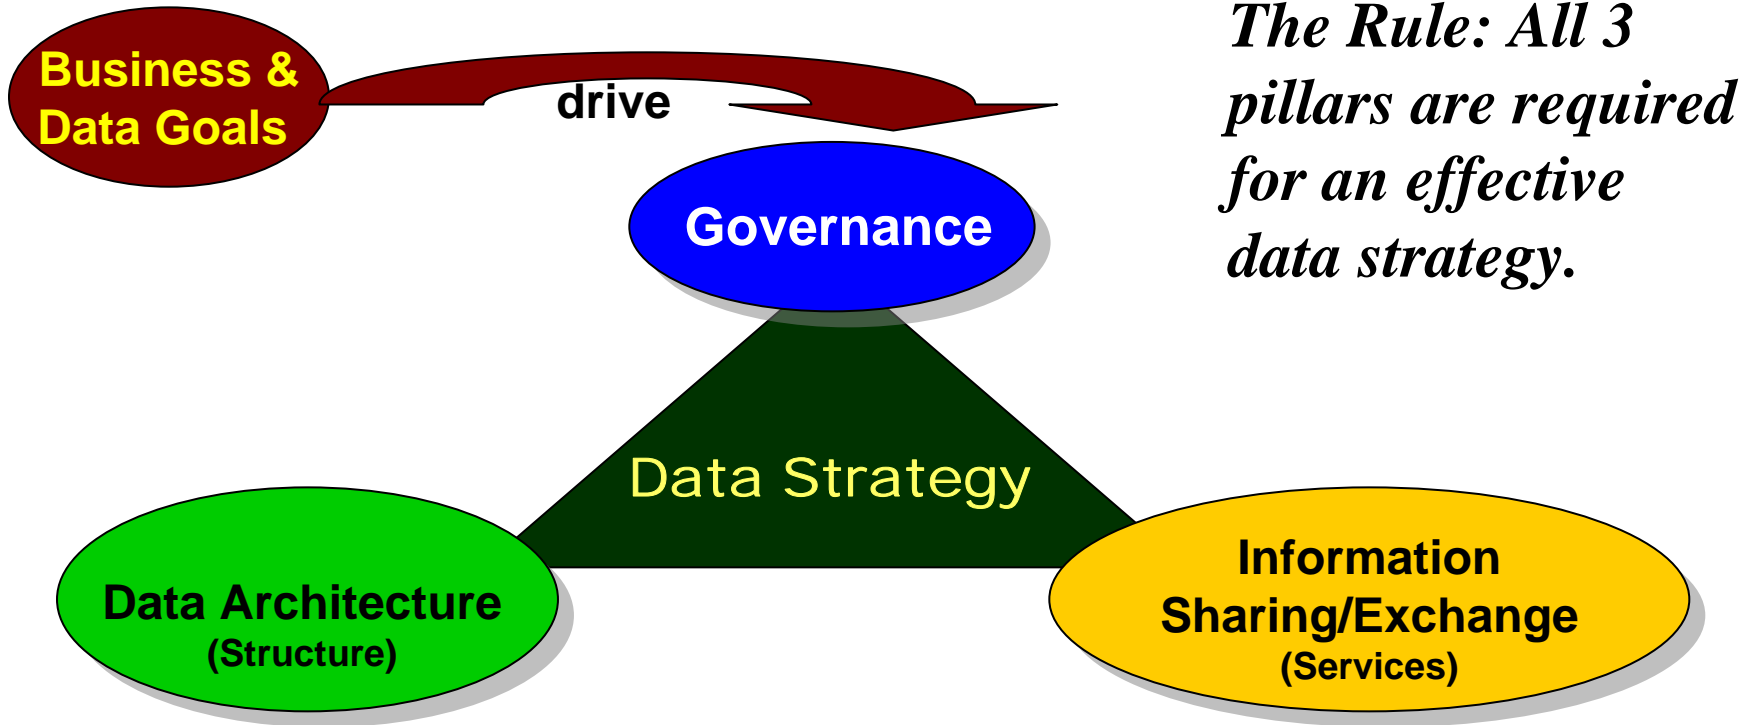 Business &
Data Goals
drive
The Rule: All 3
pillars are required
for an effective
data strategy.
Governance
Data Strategy
Data Architecture
(Structure)
Information
Sharing/Exchange
(Services)